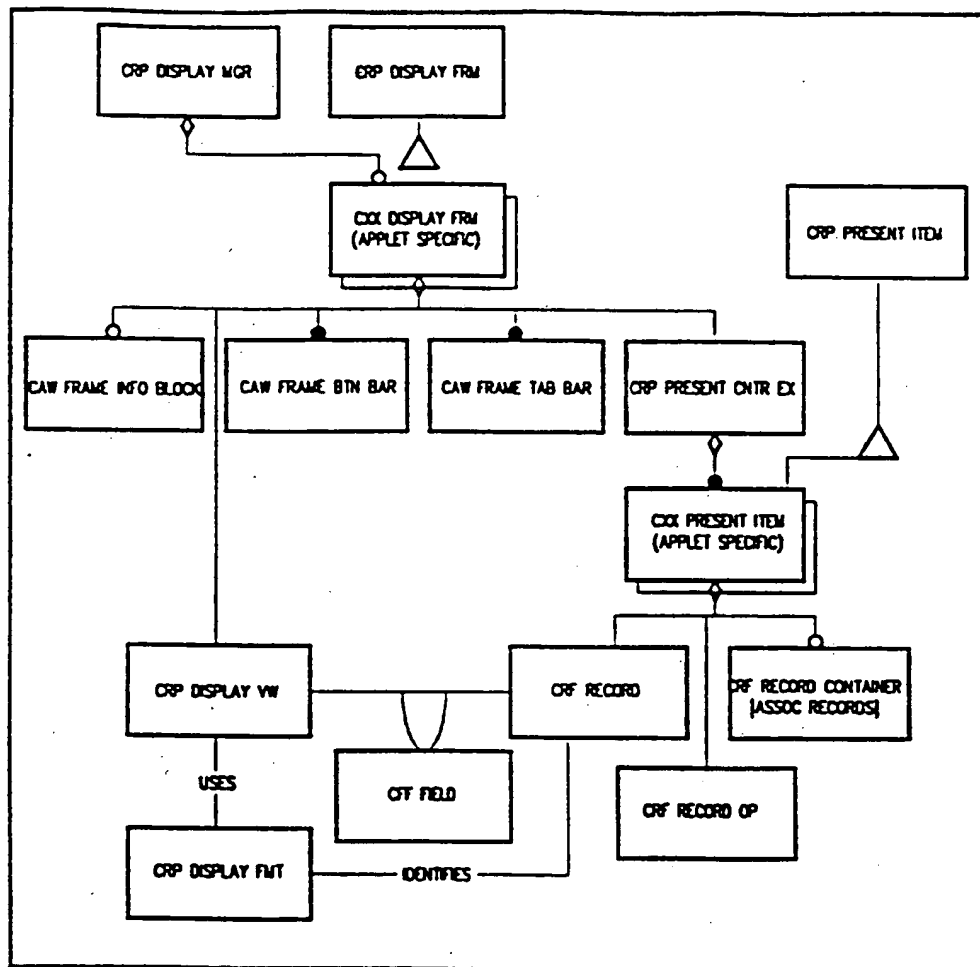 CRP DISPLAY MGR
CRP DISPLAY FRM
CXX DISPLAY FRM
(APPLET SPECIFIC)
CRP PRESENT ITEM
CAW FRAME INFO BLOCK
CAW FRAME BTN BAR
CAW FRAME TAB BAR
CRP PRESENT CNTR EX
CXX PRESENT ITEM
(APPLET SPECIFIC)
CRP DISPLAY VW
CRF RECORD
CRF RECORD CONTAINER
[ASSOC RECORDS]
USES
CFF FIELD
CRF RECORD OP
CRP DISPLAY FMT
IDENTIFIES